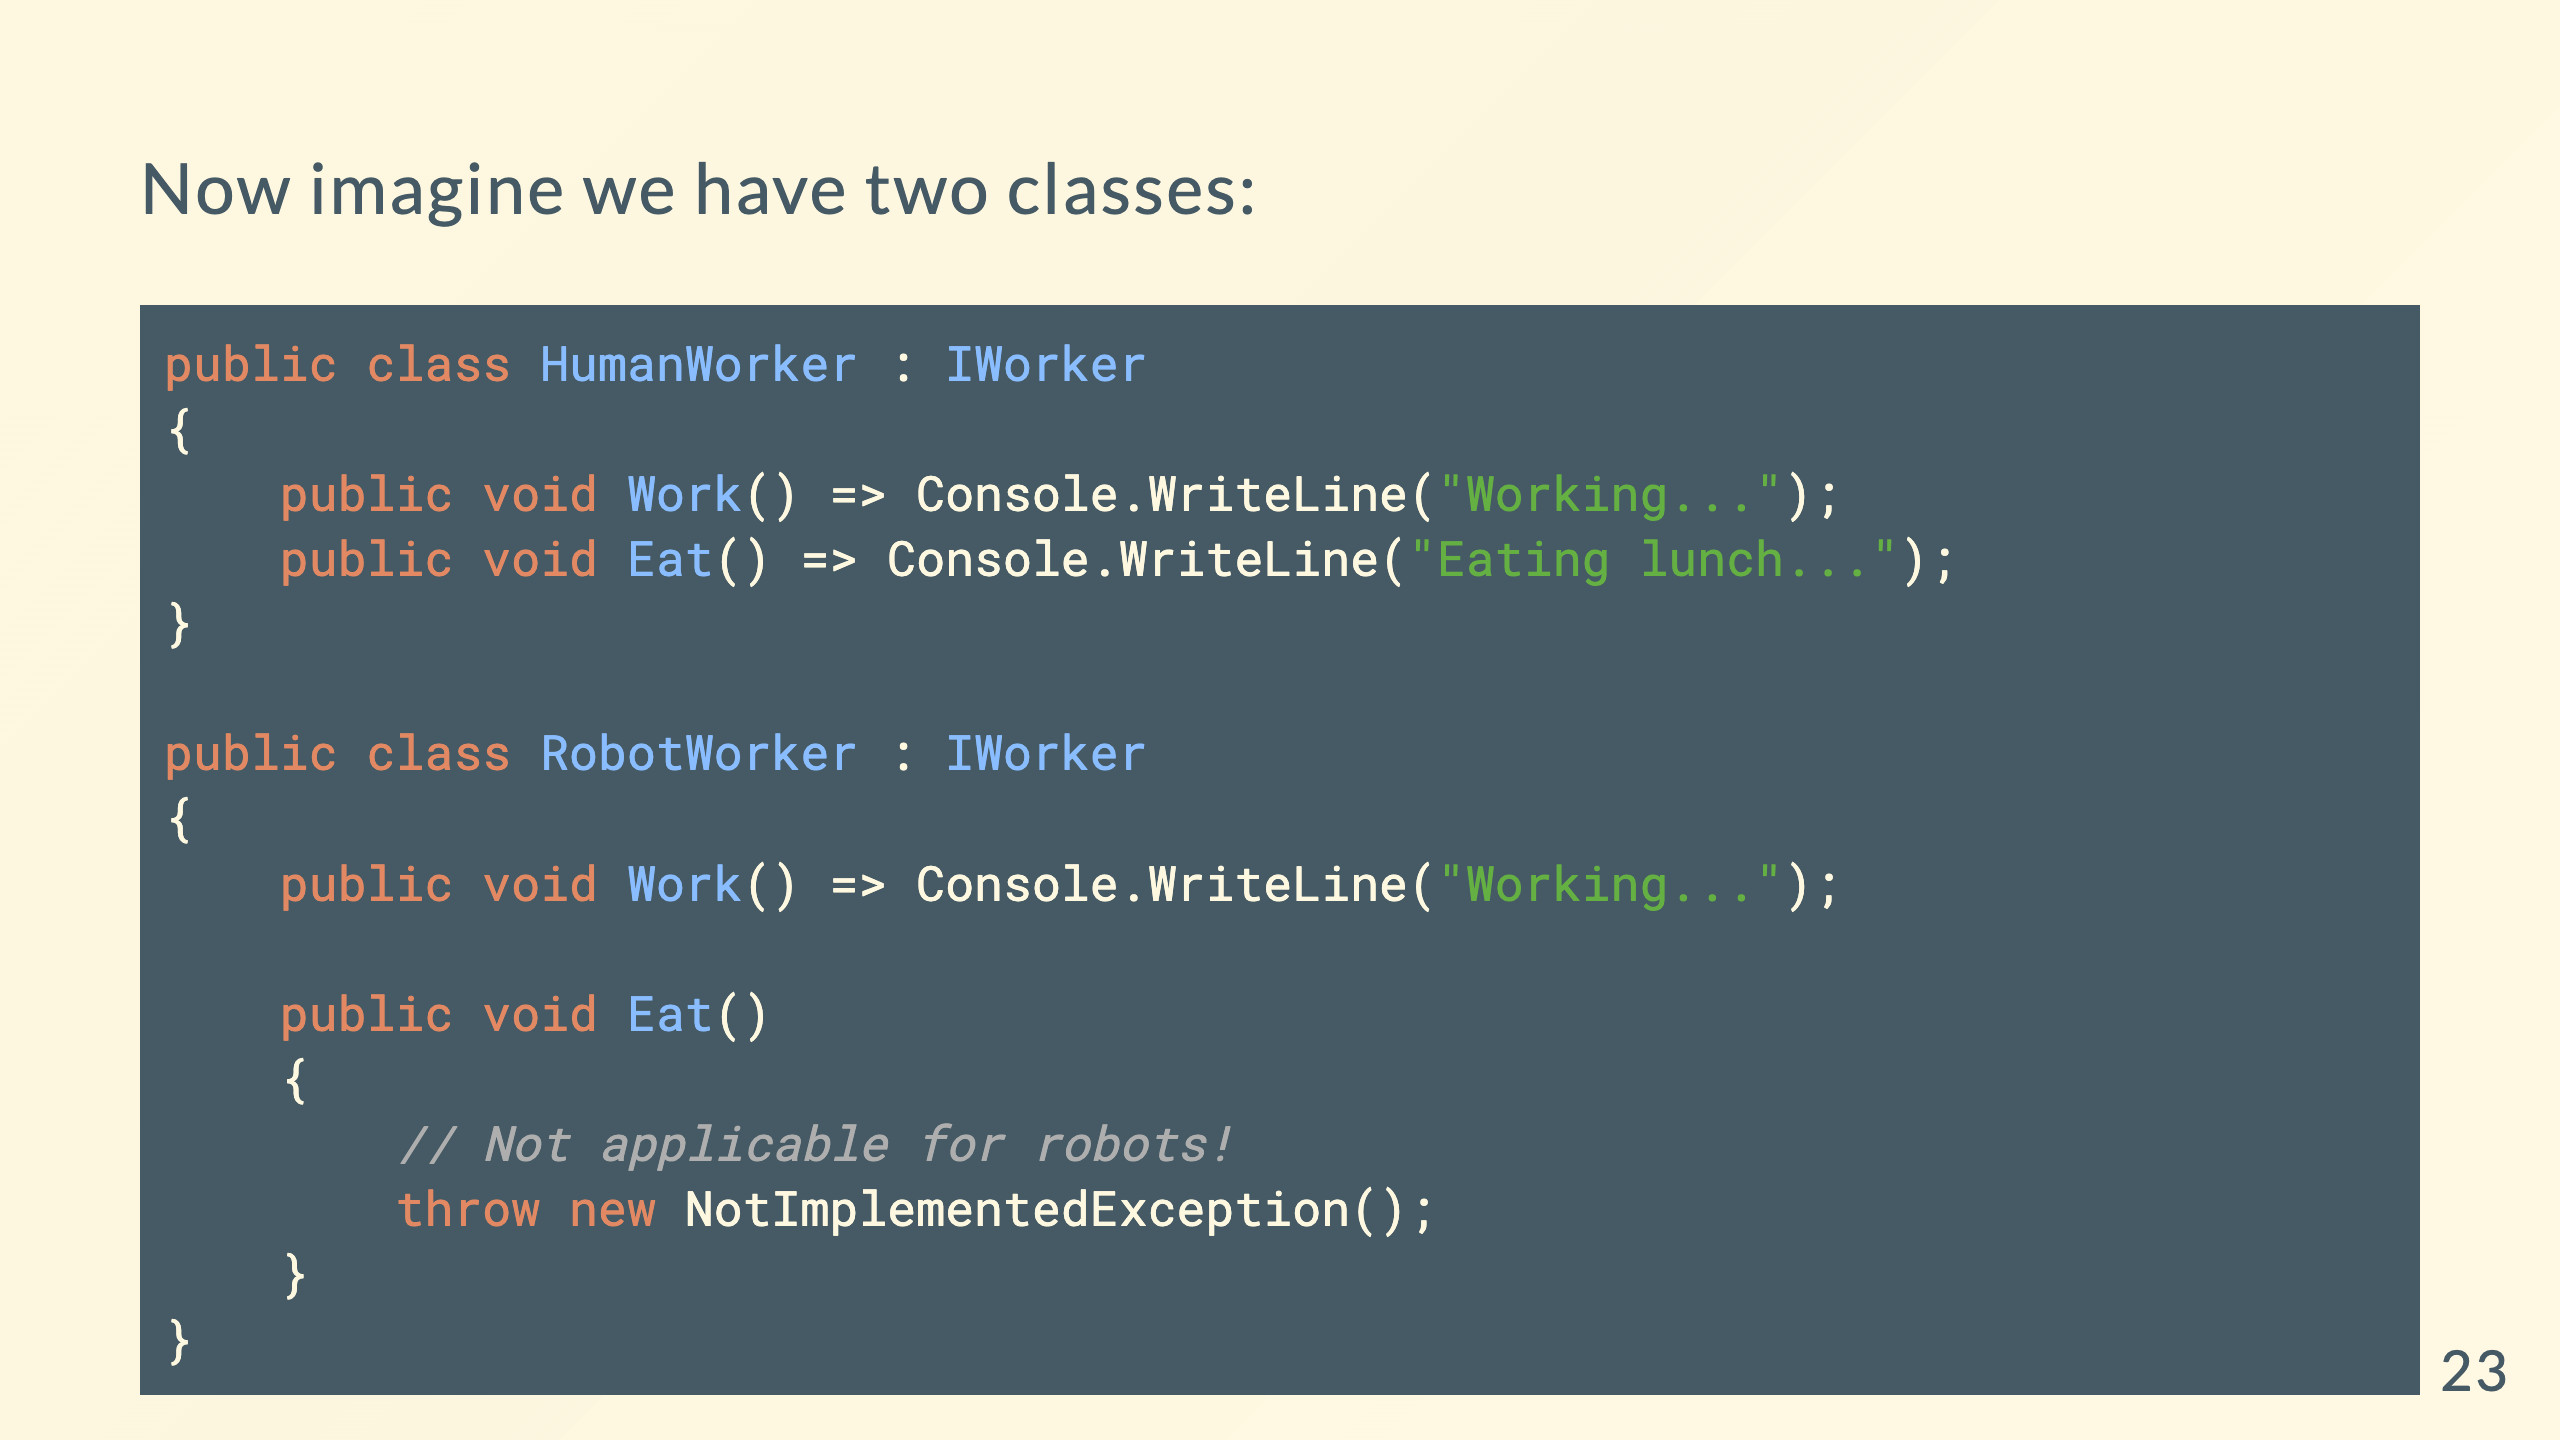 Now imagine we have two classes:
public class HumanWorker : IWorker
{
    public void Work() => Console.WriteLine("Working...");
    public void Eat() => Console.WriteLine("Eating lunch...");
}
public class RobotWorker : IWorker
{
    public void Work() => Console.WriteLine("Working...");
    public void Eat()
    {
        // Not applicable for robots!
        throw new NotImplementedException();
    }
}
23